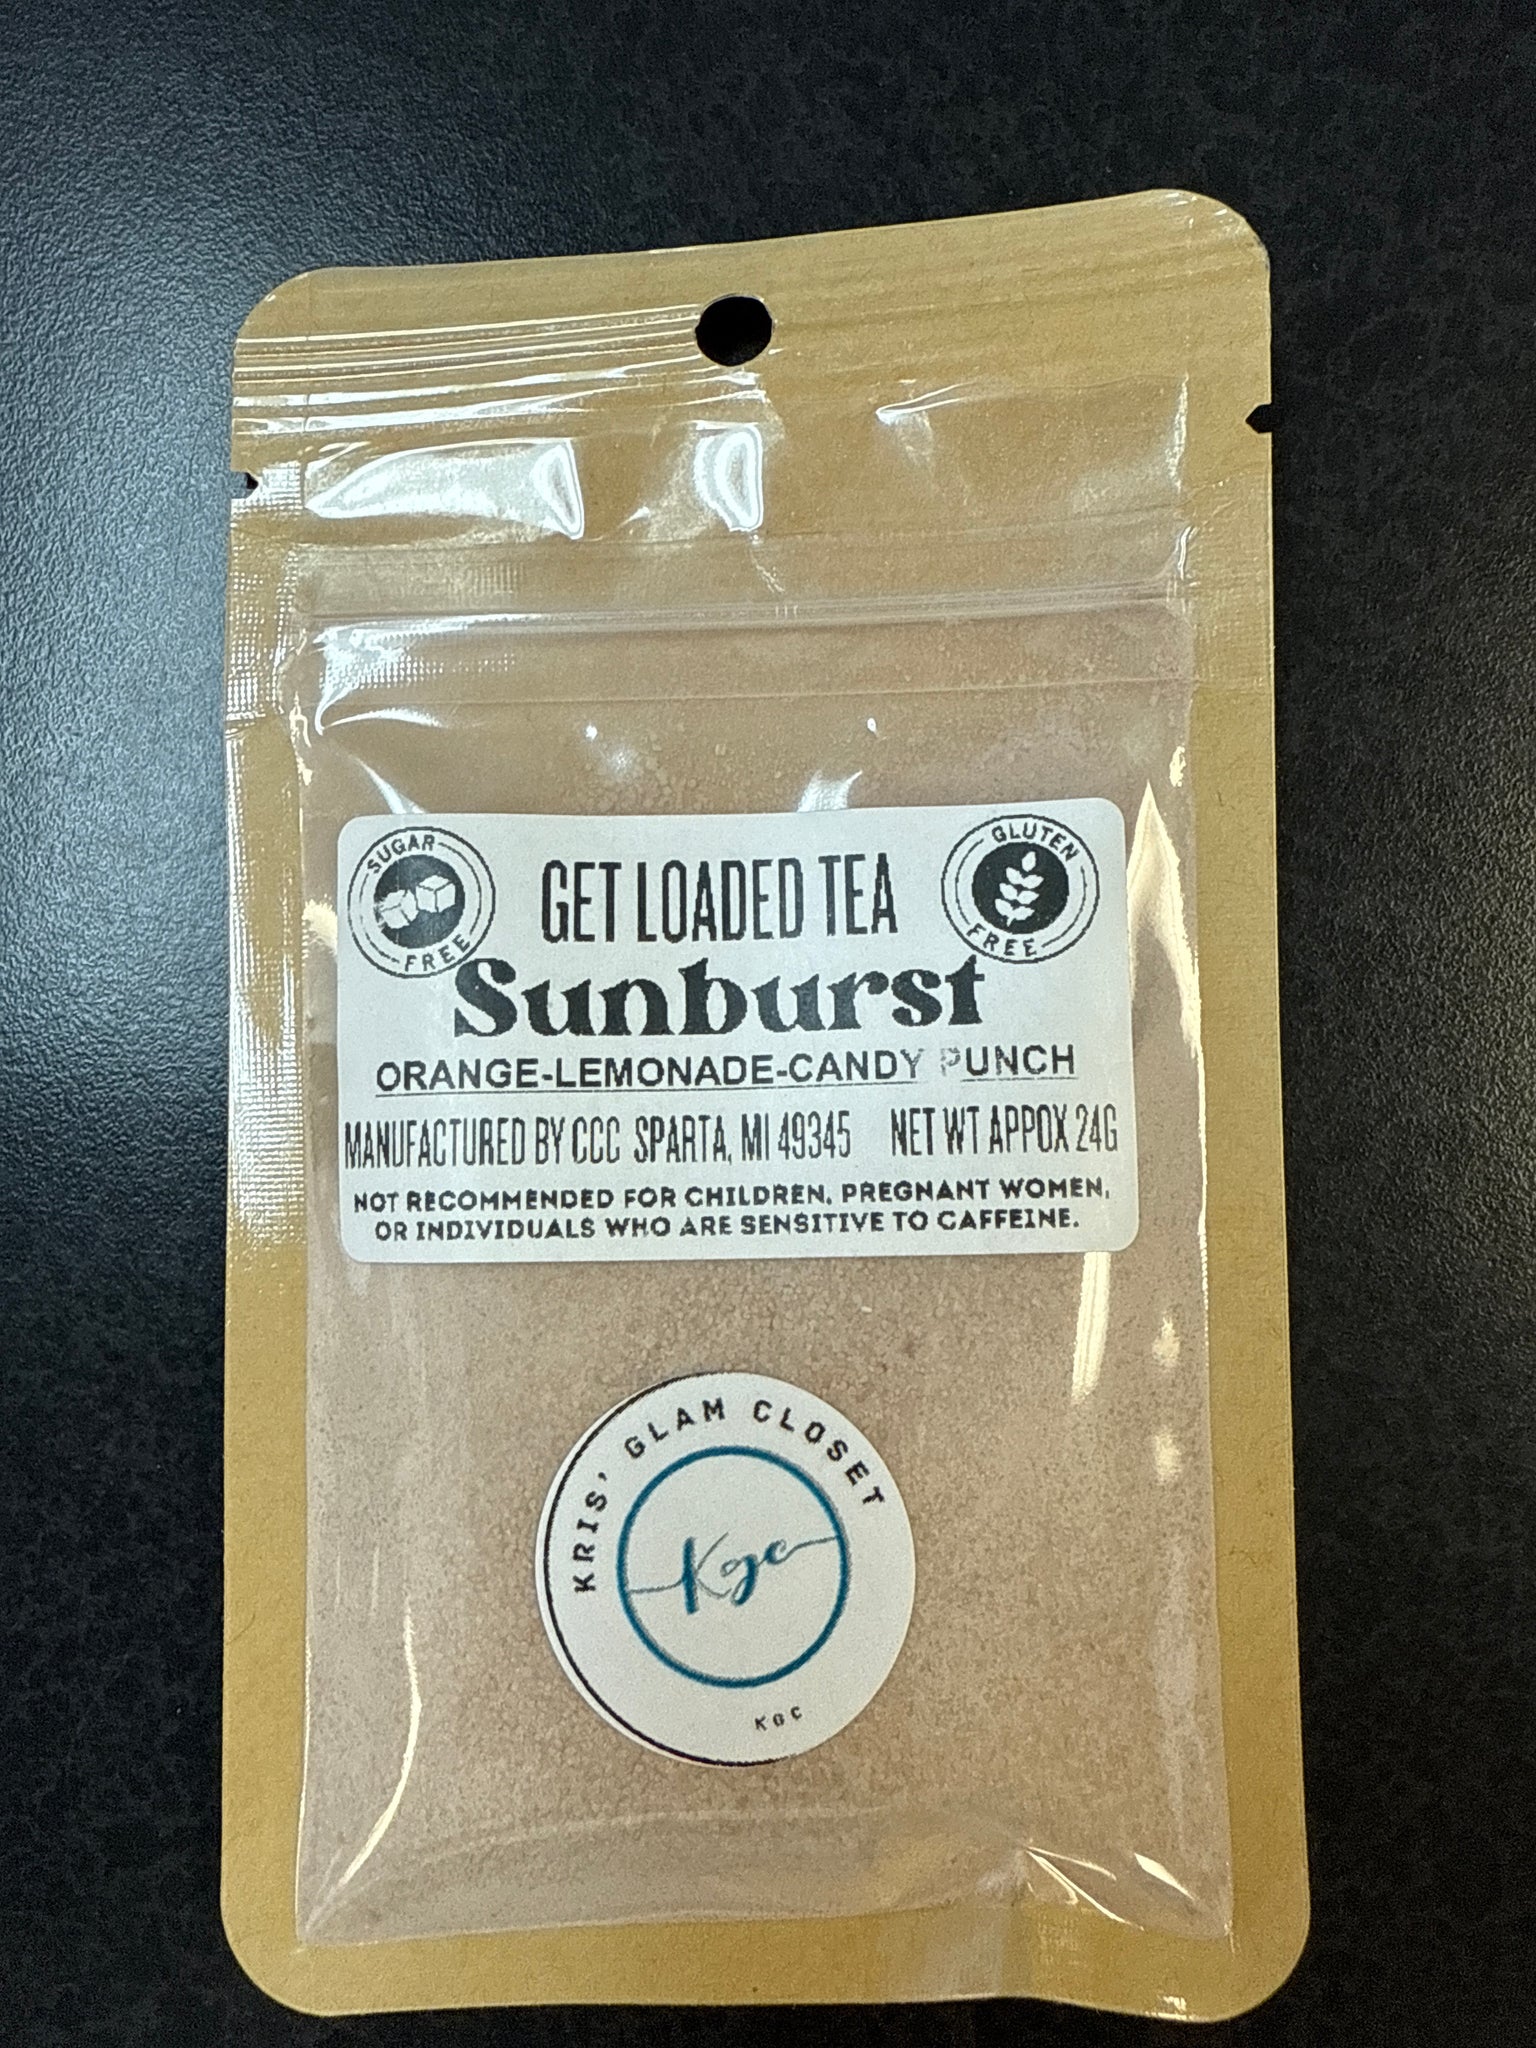 SUGAR
FREE
GET LOADED TEA
GLUTEN
FREE
Sunburst
ORANGE-LEMONADE-CANDY PUNCH
MANUFACTURED BY CCC SPARTA, MI 49345 NET WT APPOX 24G
NOT RECOMMENDED FOR CHILDREN, PREGNANT WOMEN,
OR INDIVIDUALS WHO ARE SENSITIVE TO CAFFEINE.
KRIS' GLAM CLOSET
Kgc
KGC